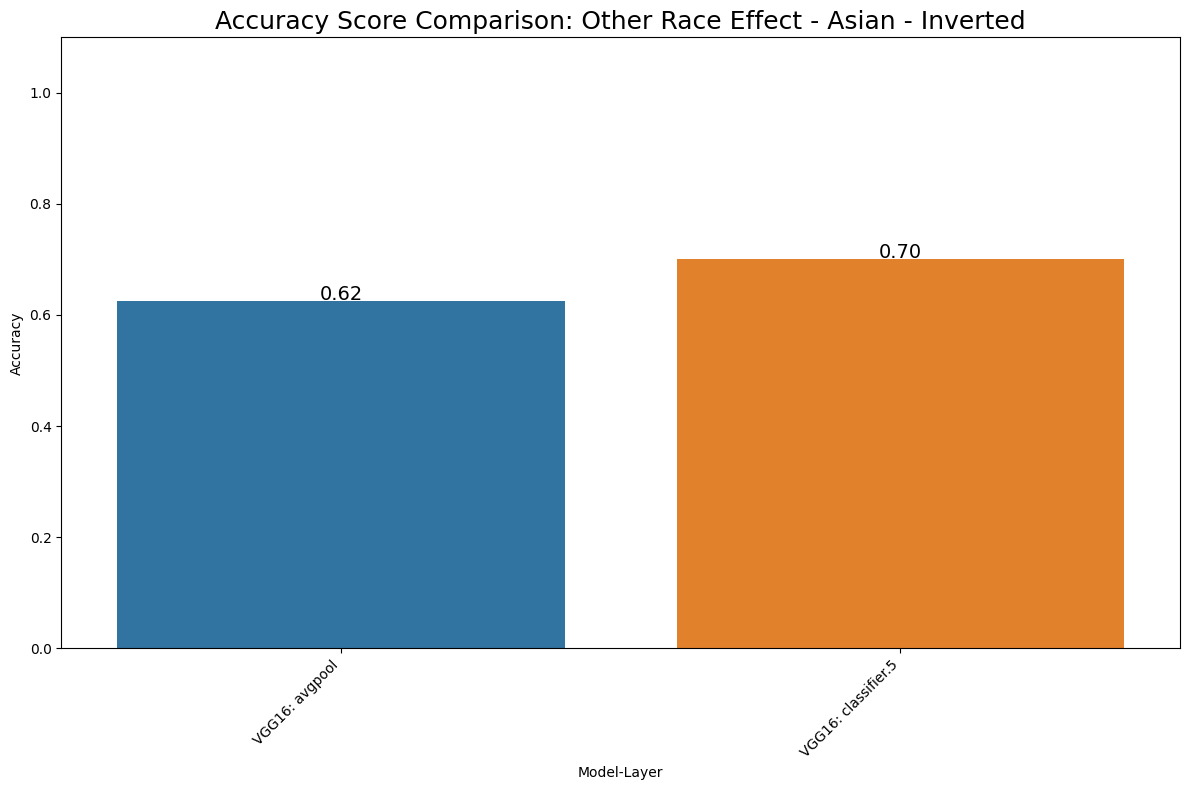 Accuracy Score Comparison: Other Race Effect - Asian - Inverted
1.0
0.8
0.6
0.4
0.2
0.0
Accuracy
0.62
0.70
VGG16: avgpool
VGG16: classifier.5
Model-Layer